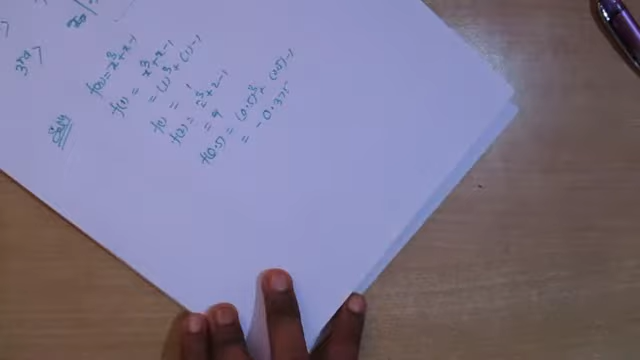 3rd >
f(x) = x³+x-1
f(1) = x³+x-1
= (1)³ + (1) -1
f(1) = 1
f(2) = 2³+2-1
= 9
f(0.5) = (0.5)³ + (0.5) -1
= -0.375